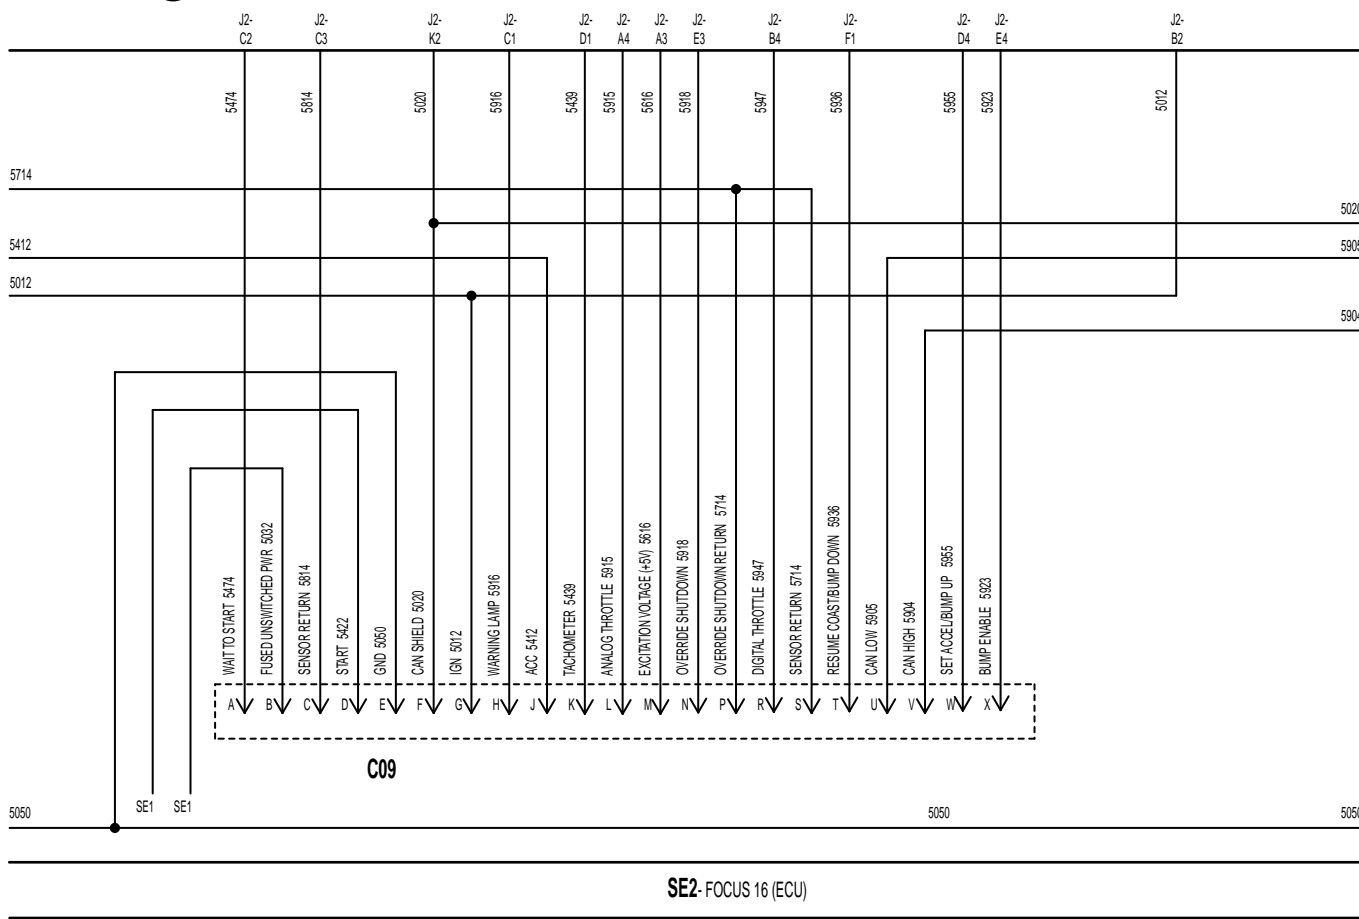 J2-
C2
J2-
C3
J2-
K2
J2-
C1
J2-
D1
J2-
A4
J2-
A3
J2-
E3
J2-
B4
J2-
F1
J2-
D4
J2-
E4
J2-
B2
5474
5814
5020
5916
5439
5915
5616
5918
5947
5936
5955
5923
5012
5714
5020
5412
5905
5012
5904
WAIT TO START 5474
FUSED UNSWITCHED PWR 5032
SENSOR RETURN 5814
START 5422
GND 5050
CAN SHIELD 5020
IGN 5012
WARNING LAMP 5916
ACC 5412
TACHOMETER 5439
ANALOG THROTTLE 5915
EXCITATION VOLTAGE (+5V) 5616
OVERRIDE SHUTDOWN 5918
OVERRIDE SHUTDOWN RETURN 5714
DIGITAL THROTTLE 5947
SENSOR RETURN 5714
RESUME COAST/BUMP DOWN 5936
CAN LOW 5905
CAN HIGH 5904
SET ACCEL/BUMP UP 5955
BUMP ENABLE 5923
A B C D E F G H J K L M N P R S T U V W X
C09
SE1 SE1
5050 5050 5050
SE2- FOCUS 16 (ECU)